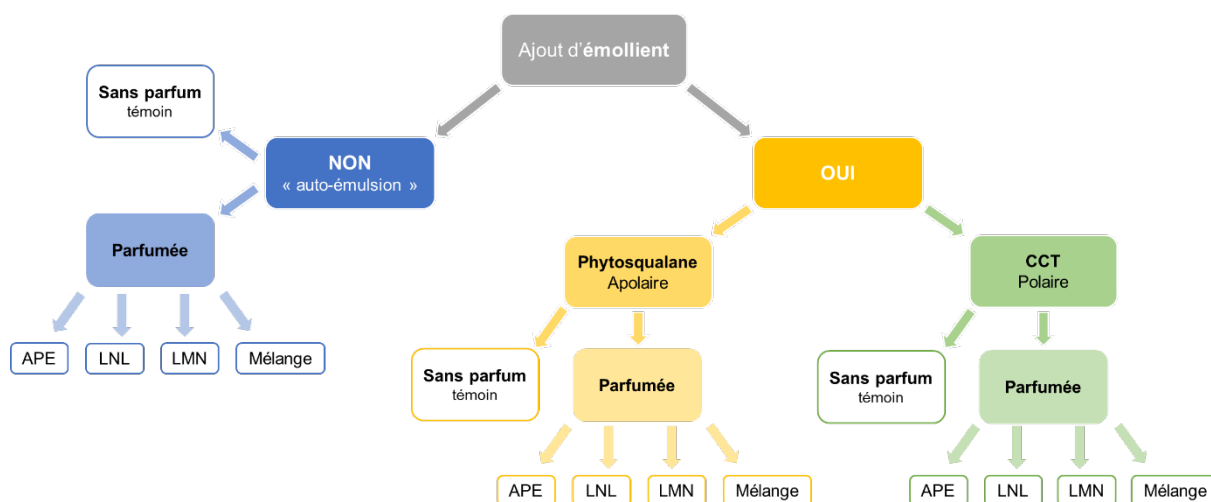 Ajout d'émollient
Sans parfum
témoin
NON
« auto-émulsion »
OUI
Parfumée
Phytosqualane
Apolaire
CCT
Polaire
APE
LNL
LMN
Mélange
Sans parfum
témoin
Parfumée
Sans parfum
témoin
Parfumée
APE
LNL
LMN
Mélange
APE
LNL
LMN
Mélange